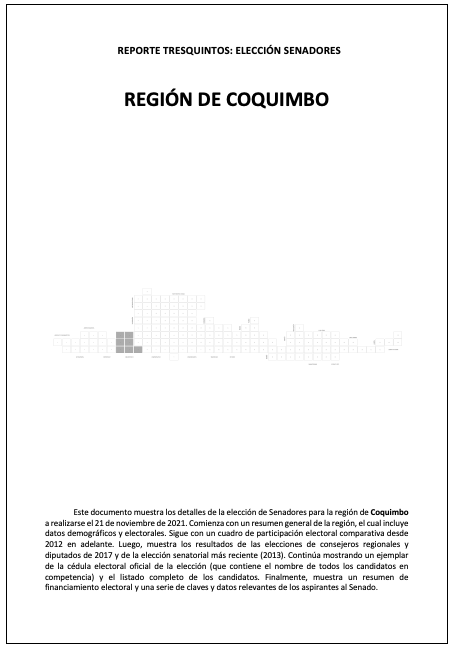 REPORTE TRESQUINTOS: ELECCIÓN SENADORES
REGIÓN DE COQUIMBO
Este documento muestra los detalles de la elección de Senadores para la región de Coquimbo
a realizarse el 21 de noviembre de 2021. Comienza con un resumen general de la región, el cual incluye
datos demográficos y electorales. Sigue con un cuadro de participación electoral comparativa desde
2012 en adelante. Luego, muestra los resultados de las elecciones de consejeros regionales y
diputados de 2017 y de la elección senatorial más reciente (2013). Continúa mostrando un ejemplar
de la cédula electoral oficial de la elección (que contiene el nombre de todos los candidatos en
competencia) y el listado completo de los candidatos. Finalmente, muestra un resumen de
financiamiento electoral y una serie de claves y datos relevantes de los aspirantes al Senado.